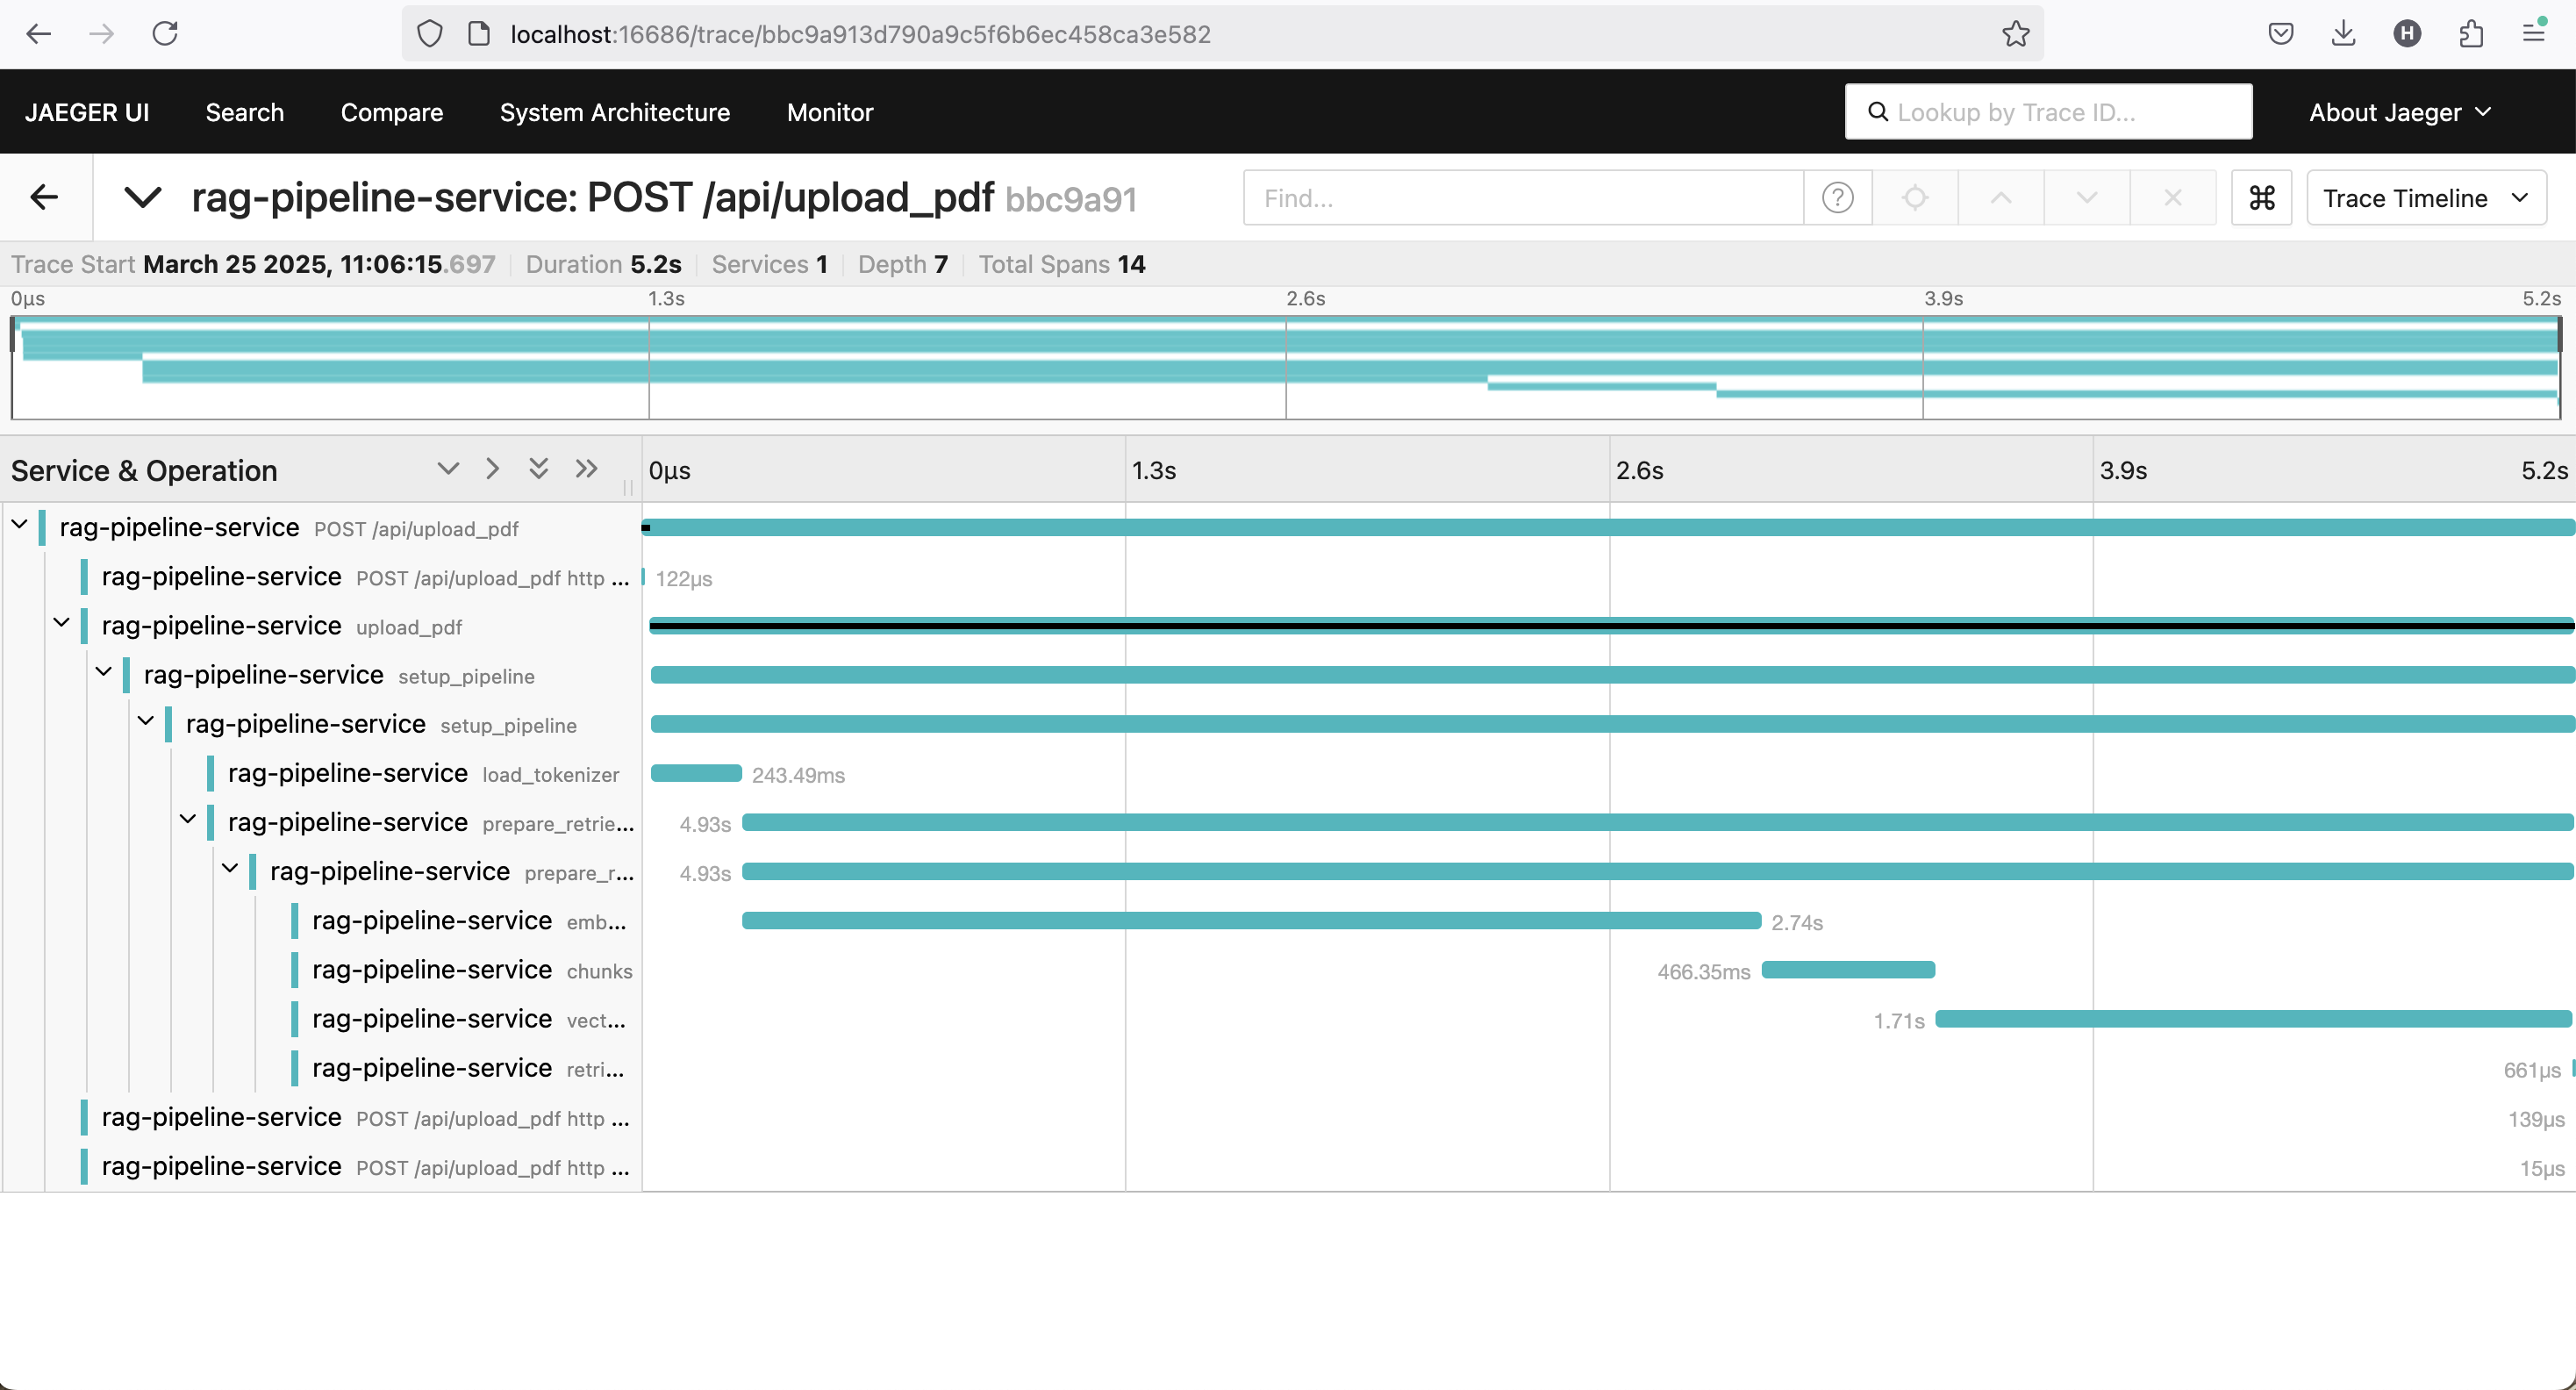 localhost:16686/trace/bbc9a913d790a9c5f6b6ec458ca3e582
H
JAEGER UI Search Compare System Architecture Monitor Lookup by Trace ID... About Jaeger
rag-pipeline-service: POST /api/upload_pdf bbc9a91 Find... ? ⌘ Trace Timeline
Trace Start March 25 2025, 11:06:15.697 Duration 5.2s Services 1 Depth 7 Total Spans 14
0μs 1.3s 2.6s 3.9s 5.2s
Service & Operation 0μs 1.3s 2.6s 3.9s 5.2s
rag-pipeline-service POST /api/upload_pdf
rag-pipeline-service POST /api/upload_pdf http ... 122μs
rag-pipeline-service upload_pdf
rag-pipeline-service setup_pipeline
rag-pipeline-service setup_pipeline
rag-pipeline-service load_tokenizer 243.49ms
rag-pipeline-service prepare_retrie... 4.93s
rag-pipeline-service prepare_r... 4.93s
rag-pipeline-service emb... 2.74s
rag-pipeline-service chunks 466.35ms
rag-pipeline-service vect... 1.71s
rag-pipeline-service retri... 661μs
rag-pipeline-service POST /api/upload_pdf http ... 139μs
rag-pipeline-service POST /api/upload_pdf http ... 15μs